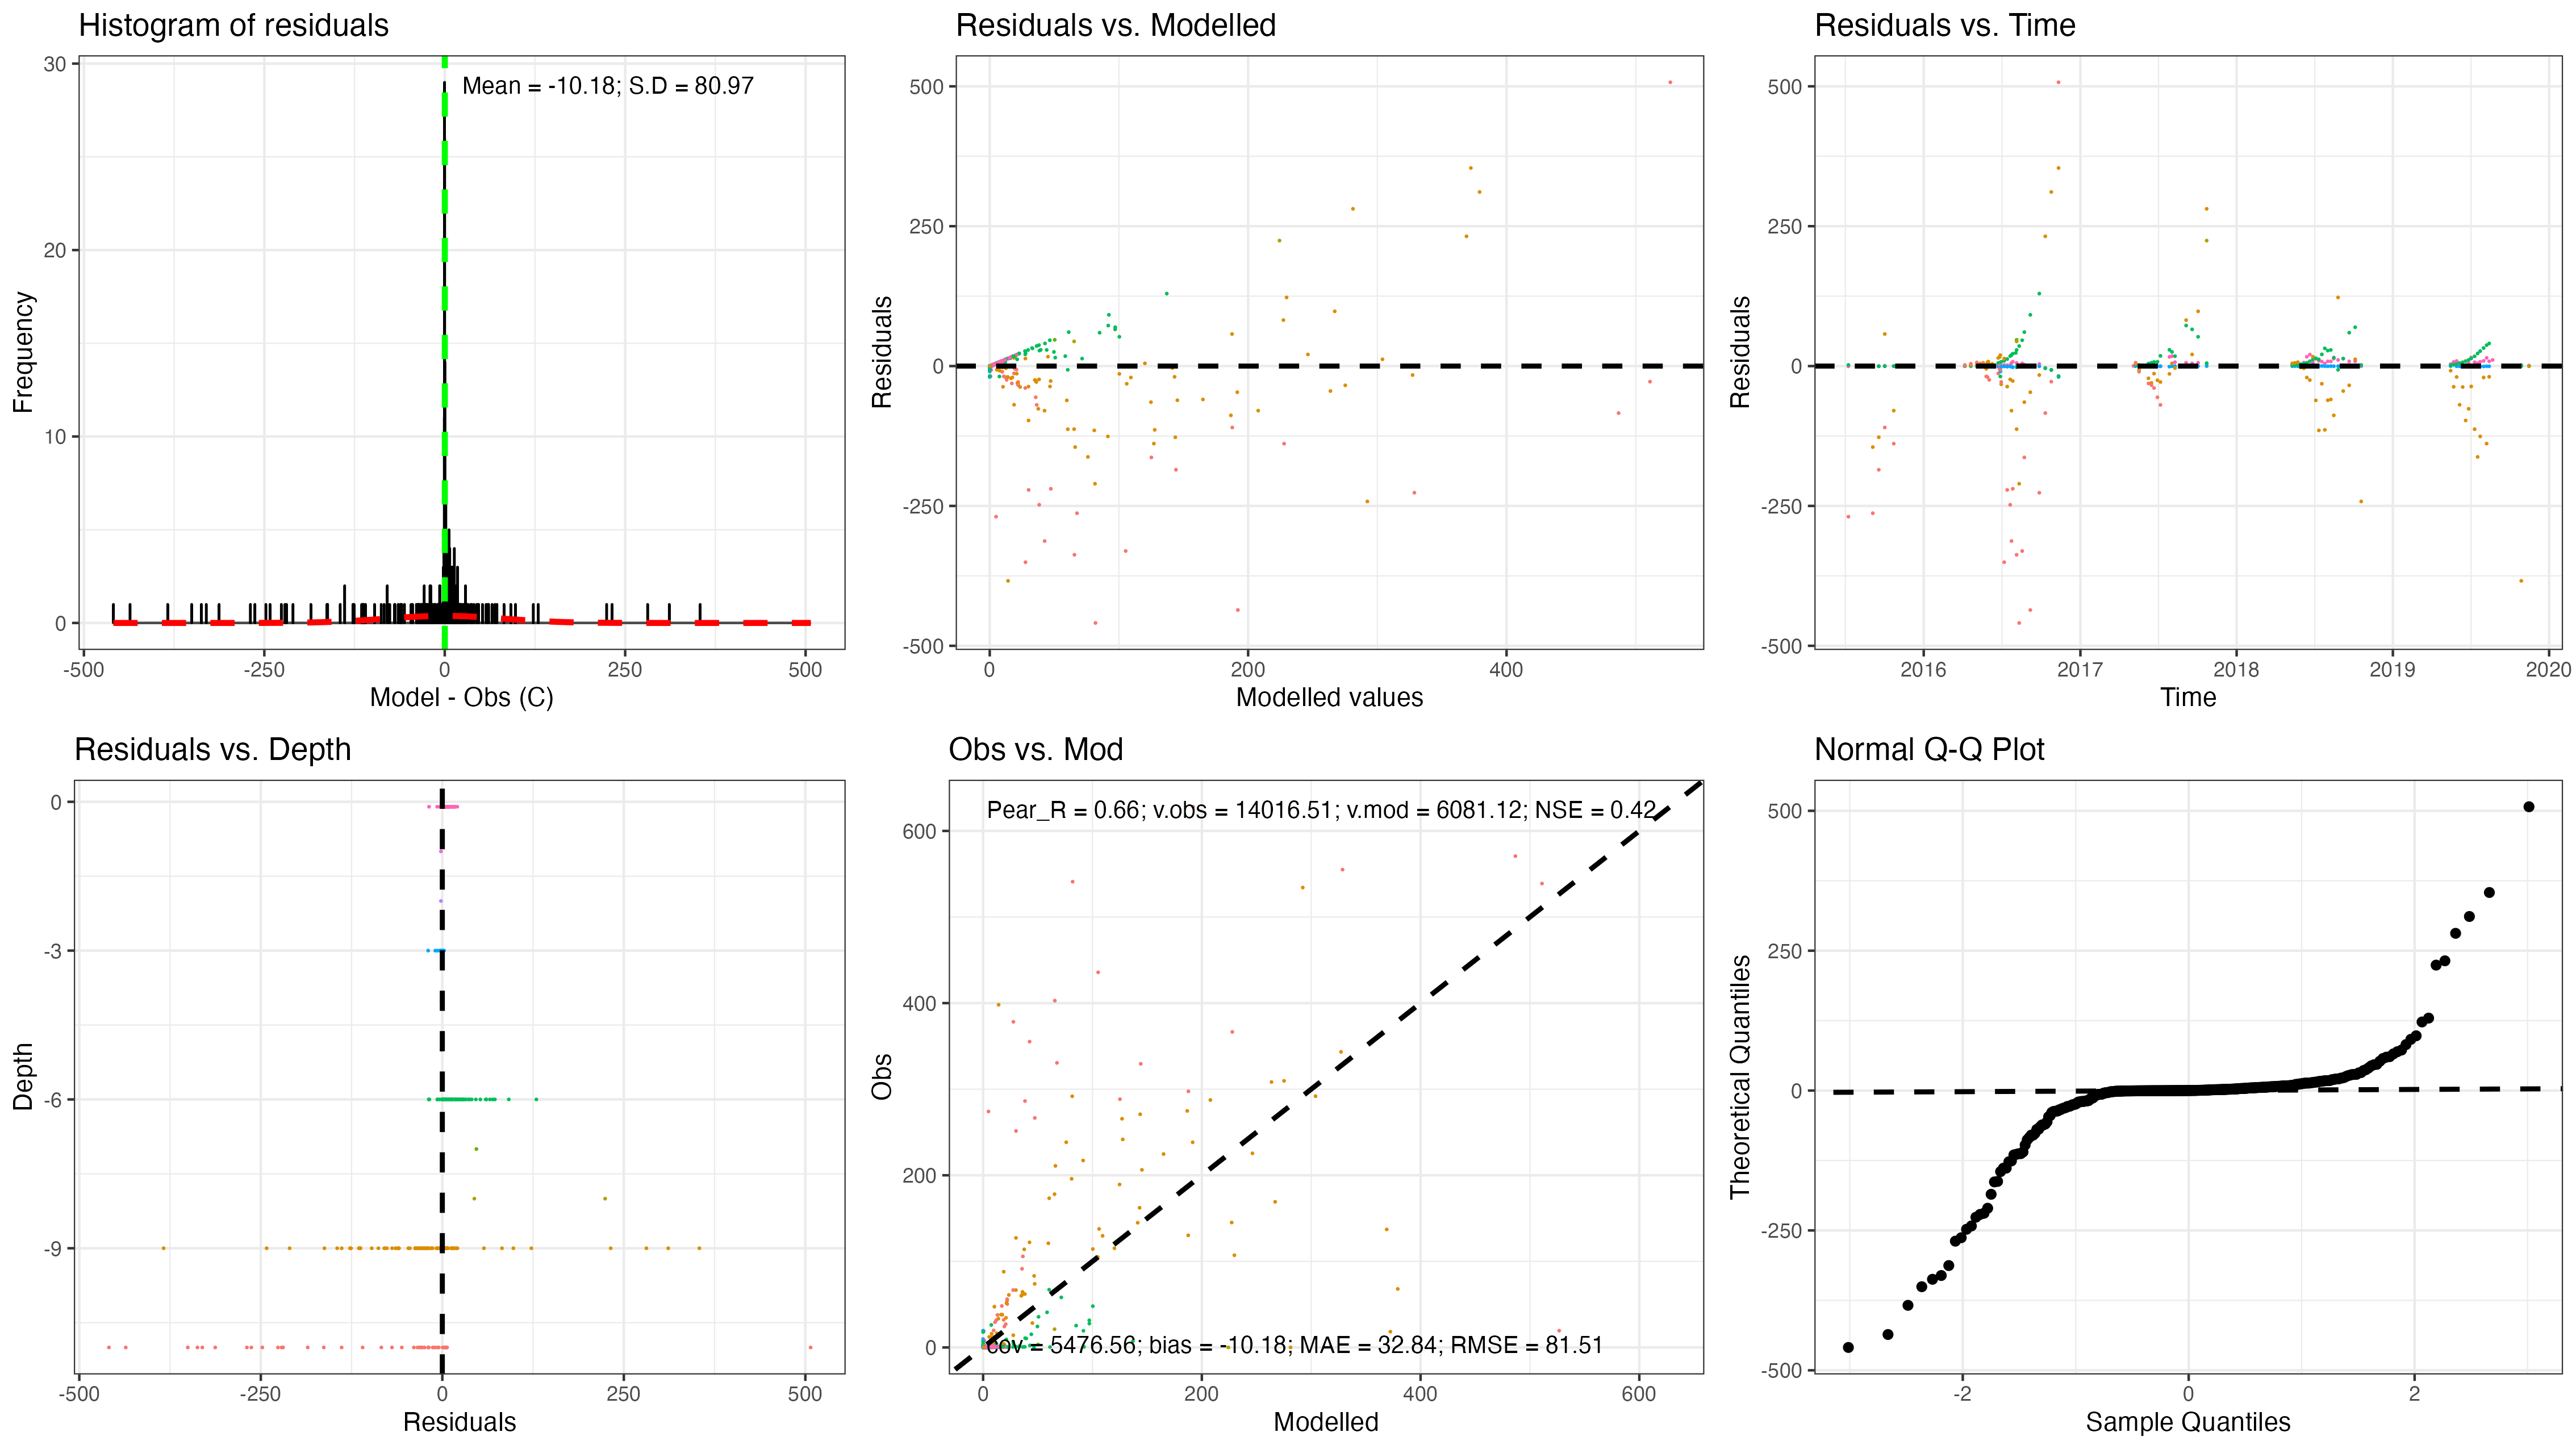 Histogram of residuals
Mean = -10.18; S.D = 80.97
Frequency
30
20
10
0
-500
-250
0
250
500
Model - Obs (C)
Residuals vs. Modelled
Residuals
500
250
0
-250
-500
0
200
400
Modelled values
Residuals vs. Time
Residuals
500
250
0
-250
-500
2016
2017
2018
2019
2020
Time
Residuals vs. Depth
Depth
0
-3
-6
-9
-500
-250
0
250
500
Residuals
Obs vs. Mod
Pear_R = 0.66; v.obs = 14016.51; v.mod = 6081.12; NSE = 0.42
Obs
600
400
200
0
cov = 5476.56; bias = -10.18; MAE = 32.84; RMSE = 81.51
0
200
400
600
Modelled
Normal Q-Q Plot
Theoretical Quantiles
500
250
0
-250
-500
-2
0
2
Sample Quantiles